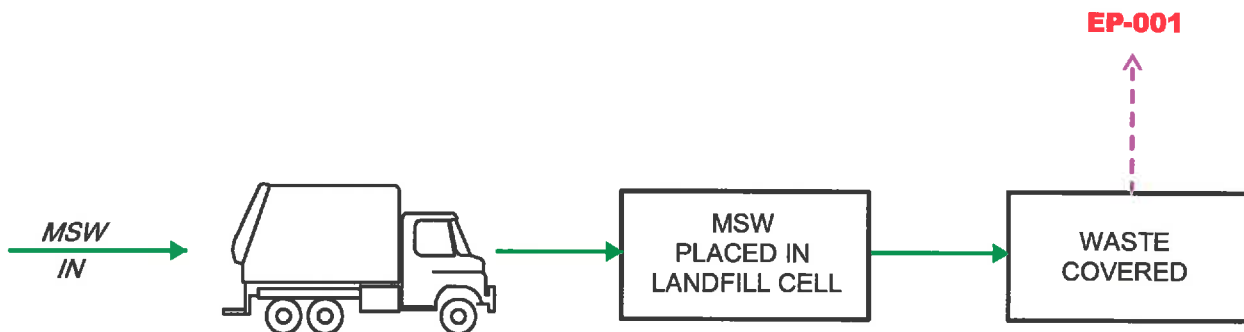 EP-001
MSW
IN
MSW
PLACED IN
LANDFILL CELL
WASTE
COVERED